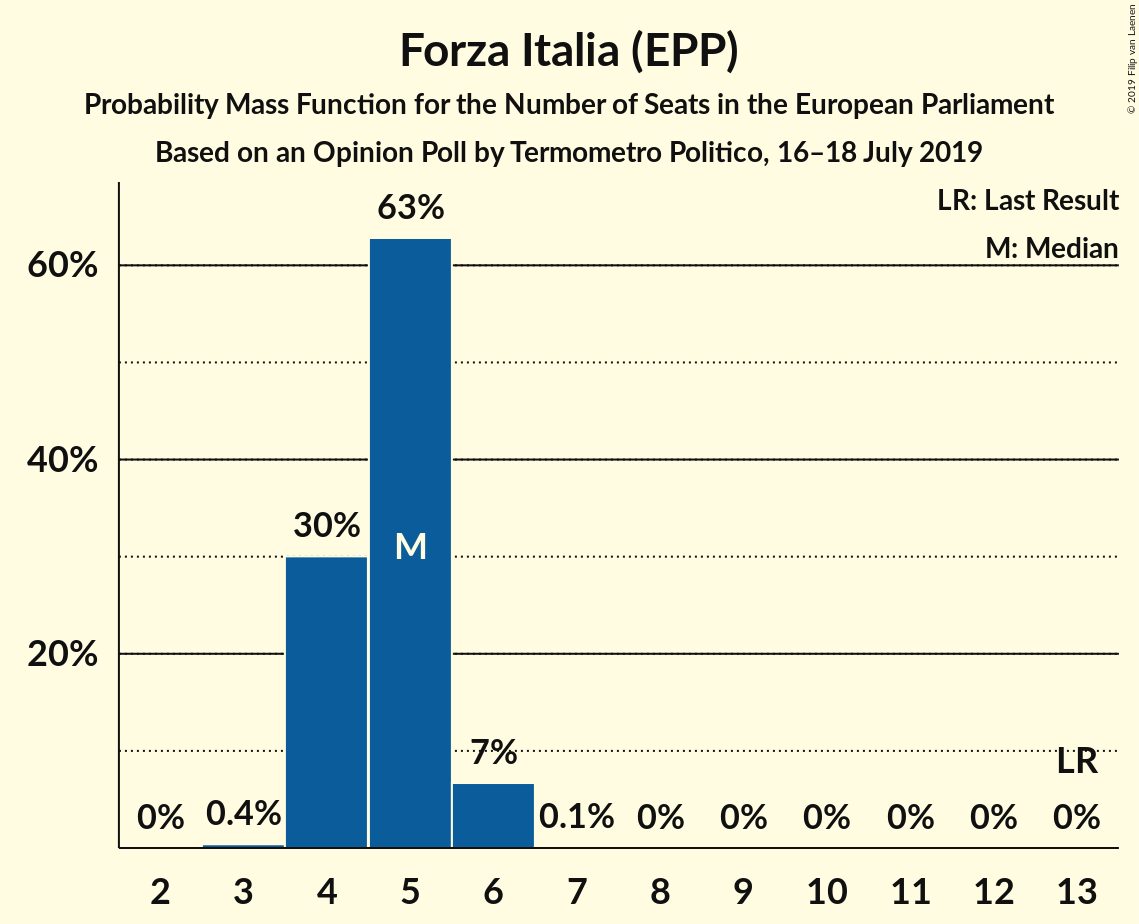 Forza Italia (EPP)
Probability Mass Function for the Number of Seats in the European Parliament
Based on an Opinion Poll by Termometro Politico, 16–18 July 2019
© 2019 Filip van Laenen
LR: Last Result
M: Median
60%
40%
20%
0%
0.4%
30%
63%
M
7%
0.1%
0%
0%
0%
0%
0%
LR
0%
2 3 4 5 6 7 8 9 10 11 12 13